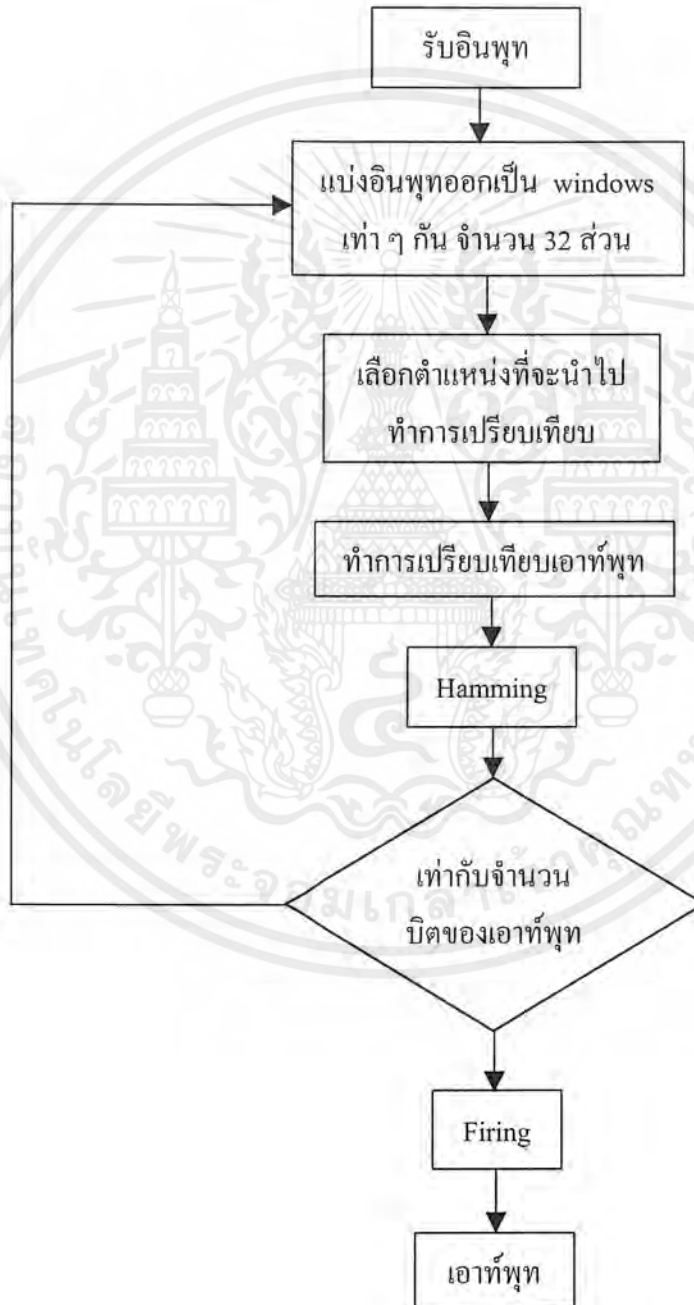 รับอินพุท
แบ่งอินพุทออกเป็น windows
เท่า ๆ กัน จำนวน 32 ส่วน
เลือกตำแหน่งที่จะนำไป
ทำการเปรียบเทียบ
ทำการเปรียบเทียบเอาท์พุท
Hamming
เท่ากับจำนวน
บิตของเอาท์พุท
Firing
เอาท์พุท